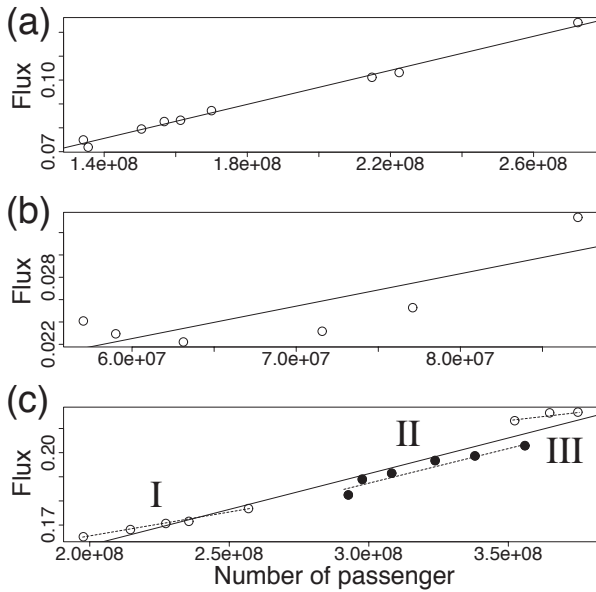 (a)
Flux
0.10
0.07
1.4e+08 1.8e+08 2.2e+08 2.6e+08
(b)
Flux
0.028
0.022
6.0e+07 7.0e+07 8.0e+07
(c)
Flux
0.20
0.17
I
II
III
2.0e+08 2.5e+08 3.0e+08 3.5e+08
Number of passenger